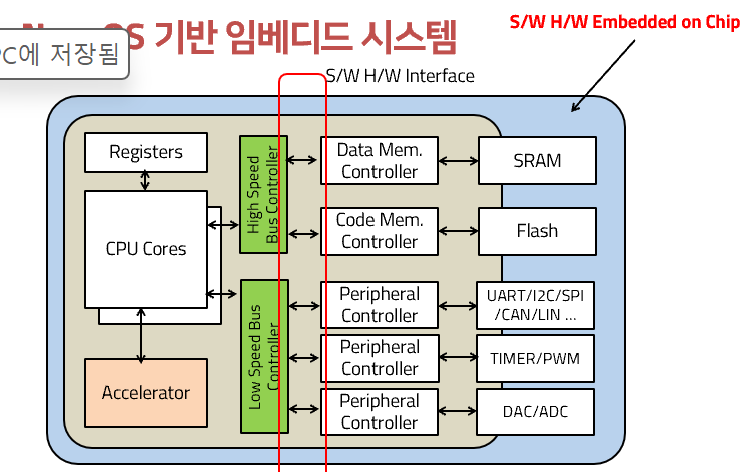 OS 기반 임베디드 시스템
PC에 저장됨
S/W H/W Embedded on Chip
S/W H/W Interface
Registers
CPU Cores
Accelerator
High Speed
Bus Controller
Low Speed Bus
Controller
Data Mem.
Controller
Code Mem.
Controller
Peripheral
Controller
Peripheral
Controller
Peripheral
Controller
SRAM
Flash
UART/I2C/SPI
/CAN/LIN ...
TIMER/PWM
DAC/ADC